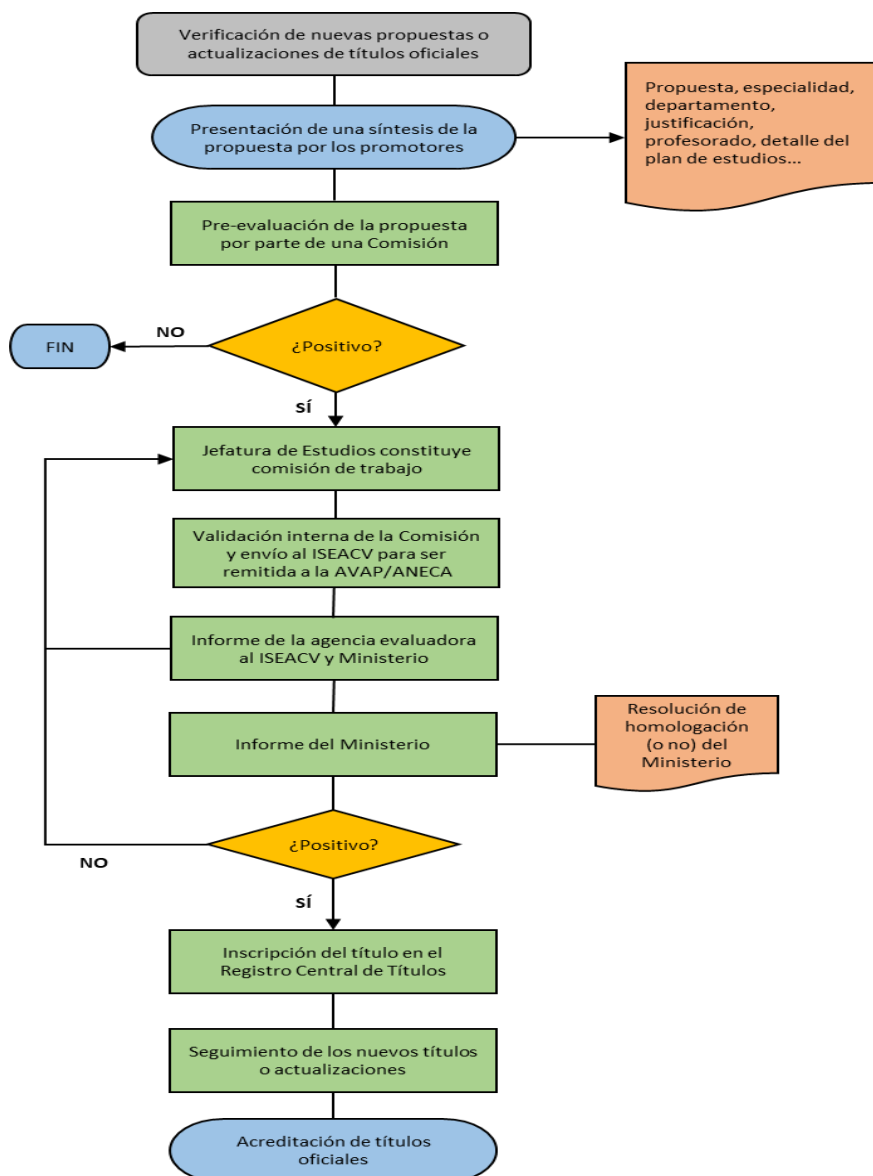 Verificación de nuevas propuestas o
actualizaciones de títulos oficiales
Presentación de una síntesis de la
propuesta por los promotores
Propuesta, especialidad,
departamento,
justificación,
profesorado, detalle del
plan de estudios...
Pre-evaluación de la propuesta
por parte de una Comisión
¿Positivo?
NO
FIN
SÍ
Jefatura de Estudios constituye
comisión de trabajo
Validación interna de la Comisión
y envío al ISEACV para ser
remitida a la AVAP/ANECA
Informe de la agencia evaluadora
al ISEACV y Ministerio
Informe del Ministerio
Resolución de
homologación
(o no) del
Ministerio
¿Positivo?
NO
SÍ
Inscripción del título en el
Registro Central de Títulos
Seguimiento de los nuevos títulos
o actualizaciones
Acreditación de títulos
oficiales